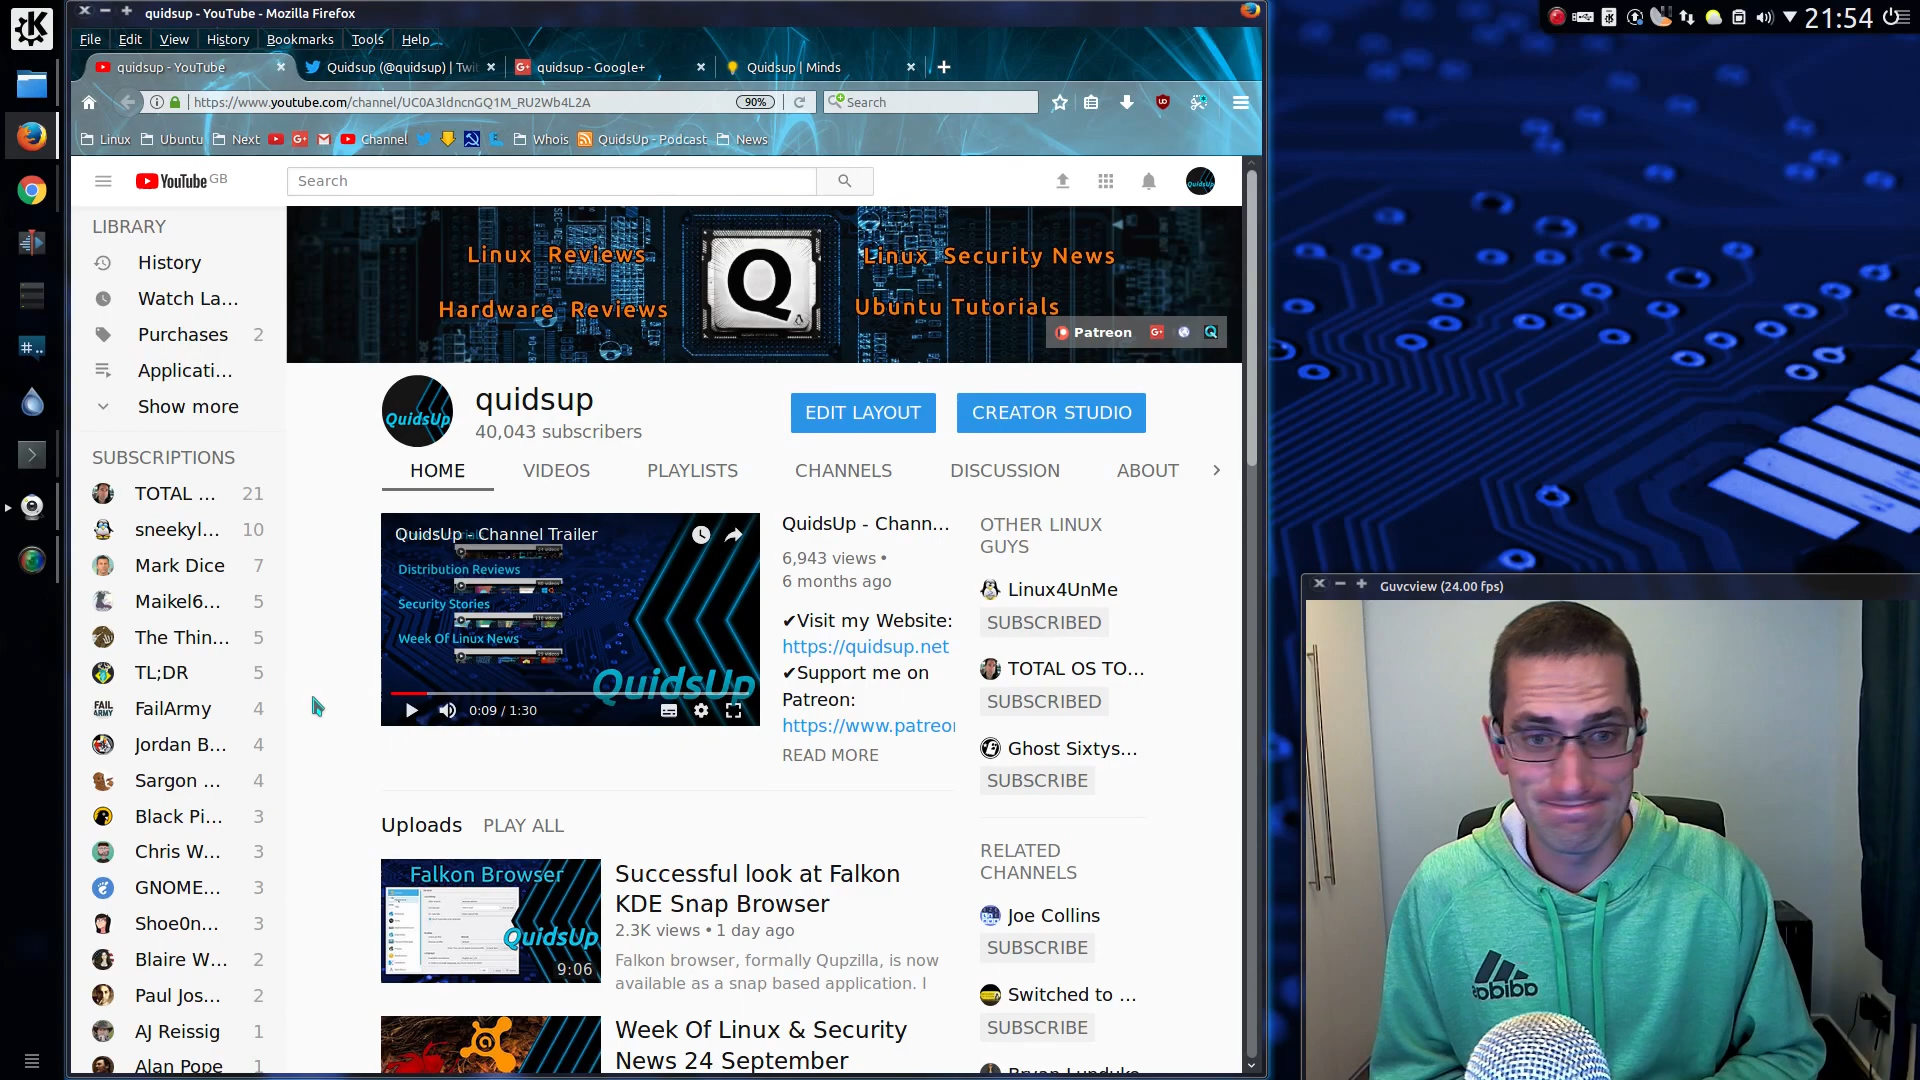 quidsup - YouTube - Mozilla Firefox
21:54
File Edit View History Bookmarks Tools Help
quidsup - YouTube
Quidsup (@quidsup) | Twit
quidsup - Google+
Quidsup | Minds
https://www.youtube.com/channel/UC0A3ldncnGQ1M_RU2Wb4L2A
90%
Search
Linux Ubuntu Next Channel Whois QuidsUp - Podcast News
YouTube GB
Search
LIBRARY
History
Watch La...
Purchases 2
Applicati...
Show more
SUBSCRIPTIONS
TOTAL ... 21
sneekyl... 10
Mark Dice 7
Maikel6... 5
The Thin... 5
TL;DR 5
FailArmy 4
Jordan B... 4
Sargon ... 4
Black Pi... 3
Chris W... 3
GNOME... 3
Shoe0n... 3
Blaire W... 2
Paul Jos... 2
AJ Reissig 1
Alan Pope 1
Linux Reviews
Linux Security News
Hardware Reviews
Ubuntu Tutorials
Q
Patreon
QuidsUp
quidsup
40,043 subscribers
EDIT LAYOUT
CREATOR STUDIO
HOME VIDEOS PLAYLISTS CHANNELS DISCUSSION ABOUT
QuidsUp - Channel Trailer
Distribution Reviews
Security Stories
Week Of Linux News
QuidsUp
0:09 / 1:30
QuidsUp - Chann...
6,943 views •
6 months ago
✔Visit my Website:
https://quidsup.net
✔Support me on
Patreon:
https://www.patreon
READ MORE
OTHER LINUX
GUYS
Linux4UnMe
SUBSCRIBED
TOTAL OS TO...
SUBSCRIBED
Ghost Sixtys...
SUBSCRIBE
RELATED
CHANNELS
Joe Collins
SUBSCRIBE
Switched to ...
SUBSCRIBE
Bryan Lunduke
Uploads PLAY ALL
Falkon Browser
QuidsUp
9:06
Successful look at Falkon
KDE Snap Browser
2.3K views • 1 day ago
Falkon browser, formally Qupzilla, is now
available as a snap based application. I
Week Of Linux & Security
News 24 September
Guvcview (24.00 fps)
adidas